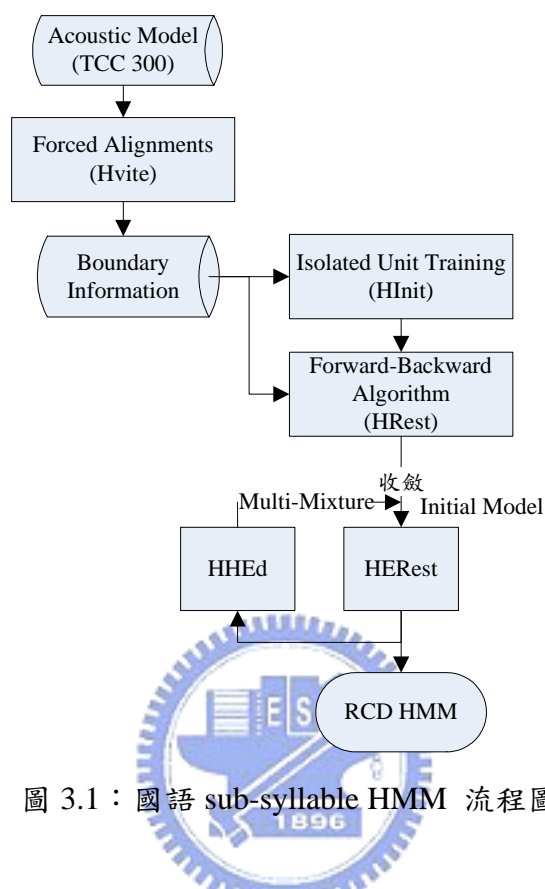 Acoustic Model
(TCC 300)
Forced Alignments
(Hvite)
Boundary
Information
Isolated Unit Training
(HInit)
Forward-Backward
Algorithm
(HRest)
收斂
Multi-Mixture
Initial Model
HHEd
HERest
ES
RCD HMM
圖 3.1：國語 sub-syllable HMM 流程圖
1896